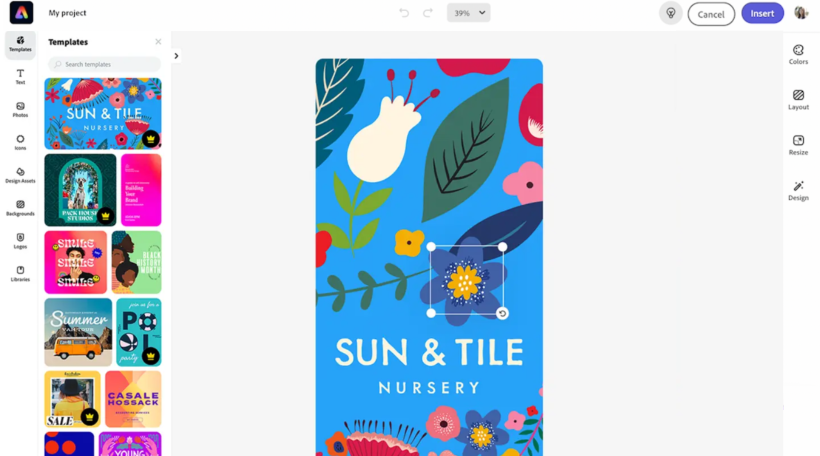 My project
39%
Cancel
Insert
Templates
Templates
Search templates
Text
Photos
Icons
Design Assets
Backgrounds
Logos
Libraries
SUN & TILE
NURSERY
PACK HOUSE
STUDIOS
Building
Your
Brand
SMILE
SMILE
SMILE
BLACK
HISTORY
MONTH
Summer
join us for a
POOL
party
SALE
CASALE
HOSSACK
YOUNG
SUN & TILE
NURSERY
Colors
Layout
Resize
Design